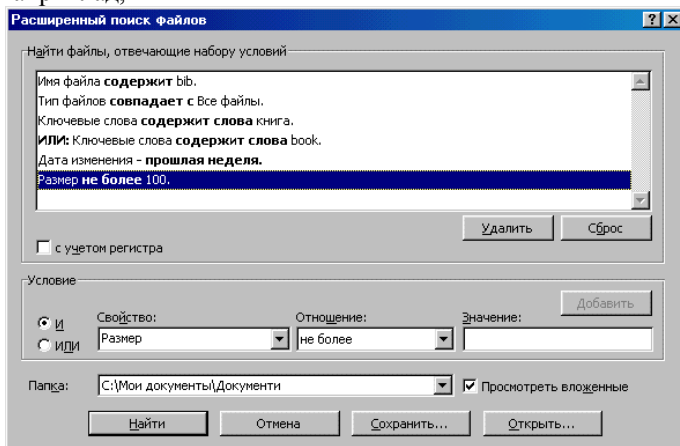 Расширенный поиск файлов
Найти файлы, отвечающие набору условий
Имя файла содержит bib.
Тип файлов совпадает с Все файлы.
Ключевые слова содержит слова книга.
ИЛИ: Ключевые слова содержит слова book.
Дата изменения - прошлая неделя.
Размер не более 100.
Удалить Сброс
с учетом регистра
Условие
Добавить
И Свойство: Отношение: Значение:
ИЛИ Размер не более
Папка: C:\Мои документы\Документи Просмотреть вложенные
Найти Отмена Сохранить... Открыть...